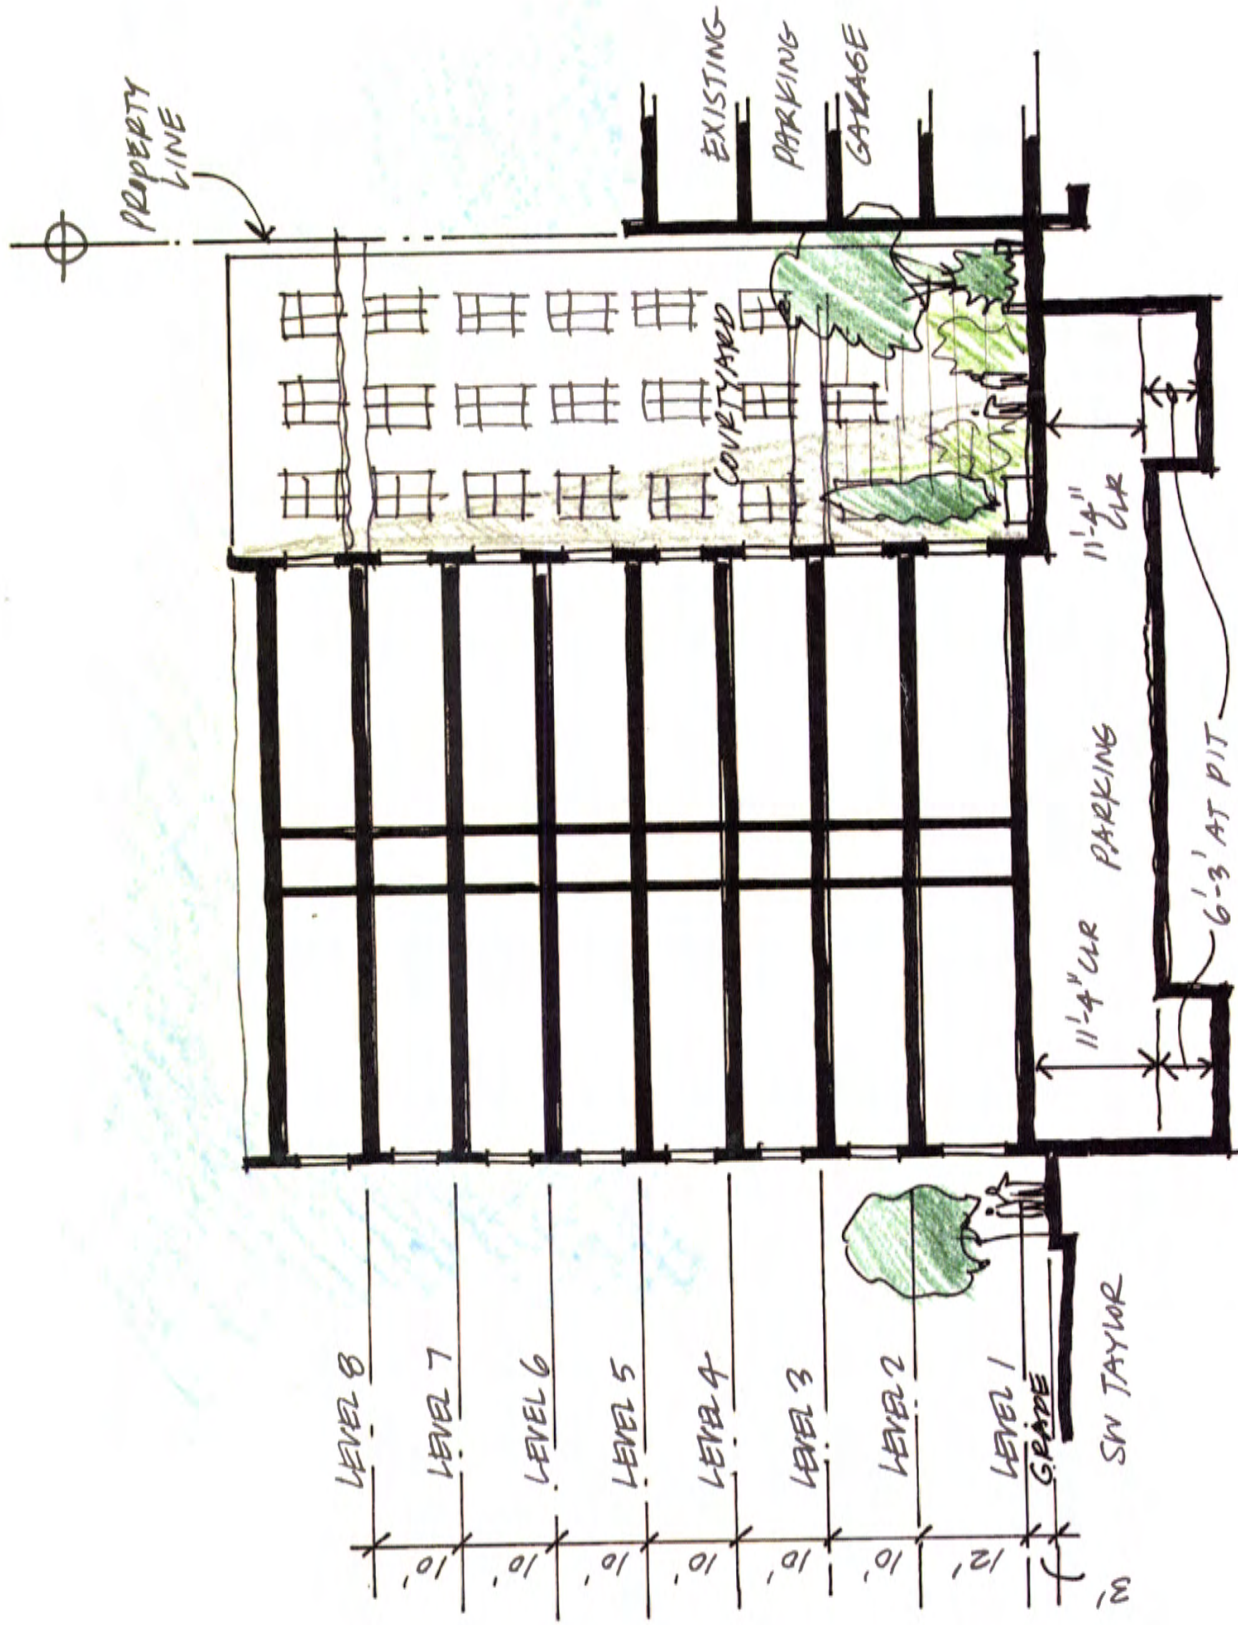 PROPERTY
LINE
EXISTING
PARKING
GARAGE
COURTYARD
LEVEL 8
LEVEL 7
LEVEL 6
LEVEL 5
LEVEL 4
LEVEL 3
LEVEL 2
LEVEL 1
GRADE
10'
10'
10'
10'
10'
10'
12'
3'
SW TAYLOR
11'-4" CLR
PARKING
11'-4"
CLR
6'-3' AT PIT